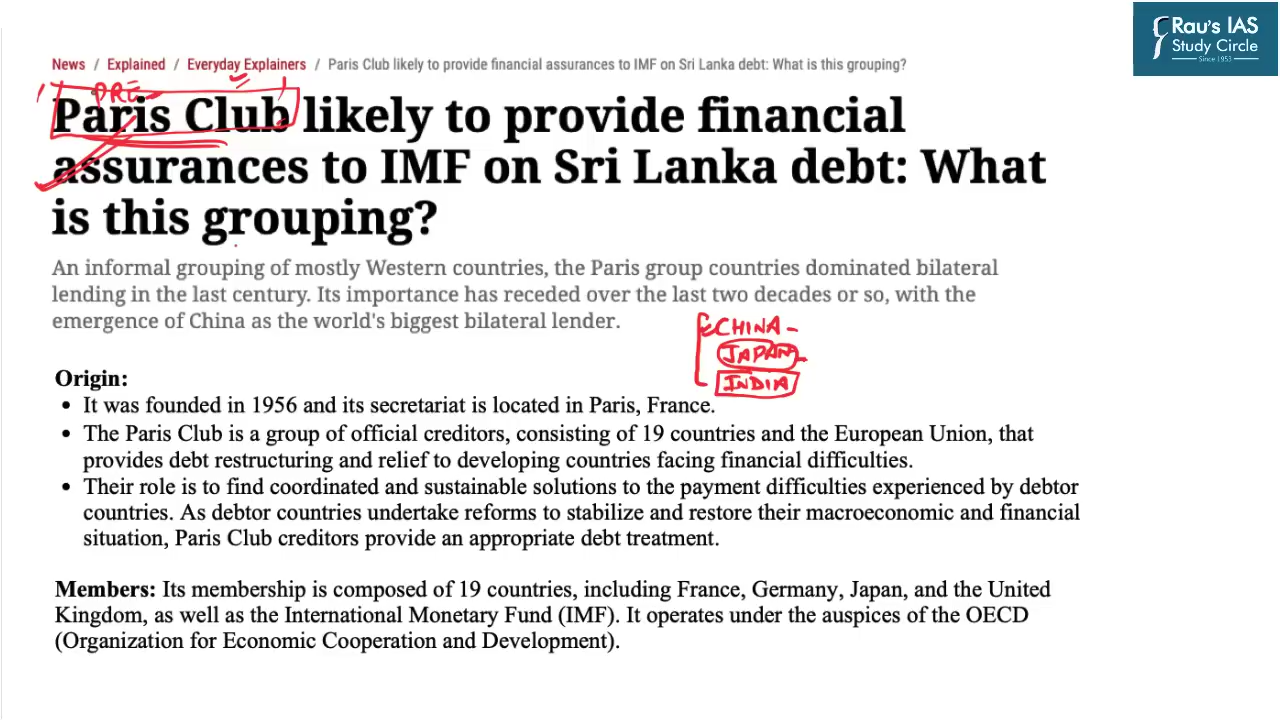 Rau's IAS
Study Circle
Since 1953
News / Explained / Everyday Explainers / Paris Club likely to provide financial assurances to IMF on Sri Lanka debt: What is this grouping?
PRE
Paris Club likely to provide financial
assurances to IMF on Sri Lanka debt: What
is this grouping?
An informal grouping of mostly Western countries, the Paris group countries dominated bilateral
lending in the last century. Its importance has receded over the last two decades or so, with the
emergence of China as the world's biggest bilateral lender.
CHINA -
JAPAN
INDIA
Origin:
• It was founded in 1956 and its secretariat is located in Paris, France.
• The Paris Club is a group of official creditors, consisting of 19 countries and the European Union, that
provides debt restructuring and relief to developing countries facing financial difficulties.
• Their role is to find coordinated and sustainable solutions to the payment difficulties experienced by debtor
countries. As debtor countries undertake reforms to stabilize and restore their macroeconomic and financial
situation, Paris Club creditors provide an appropriate debt treatment.
Members: Its membership is composed of 19 countries, including France, Germany, Japan, and the United
Kingdom, as well as the International Monetary Fund (IMF). It operates under the auspices of the OECD
(Organization for Economic Cooperation and Development).